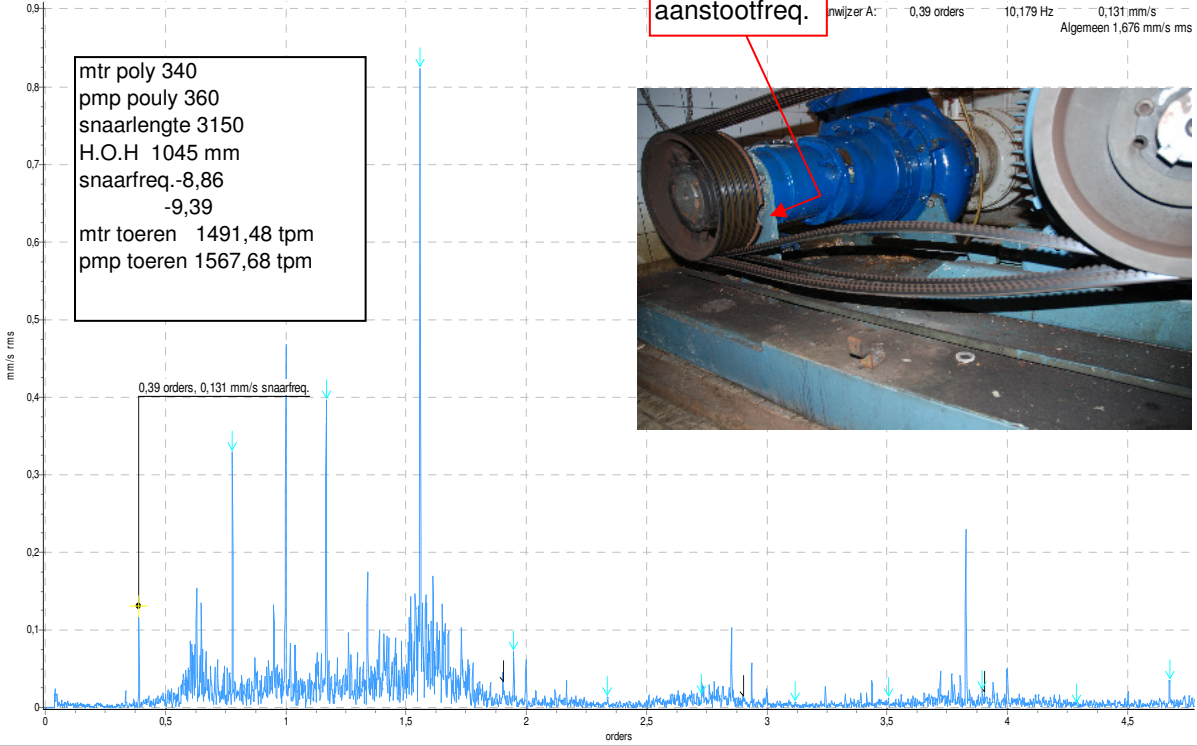 aanstootfreq.
nwijzer A: 0,39 orders 10,179 Hz 0,131 mm/s
Algemeen 1,676 mm/s rms
mtr poly 340
pmp pouly 360
snaarlengte 3150
H.O.H 1045 mm
snaarfreq.-8,86
-9,39
mtr toeren 1491,48 tpm
pmp toeren 1567,68 tpm
0,39 orders, 0,131 mm/s snaarfreq.
mm/s rms
0,9
0,8
0,7
0,6
0,5
0,4
0,3
0,2
0,1
0
0 0,5 1 1,5 2 2,5 3 3,5 4 4,5
orders